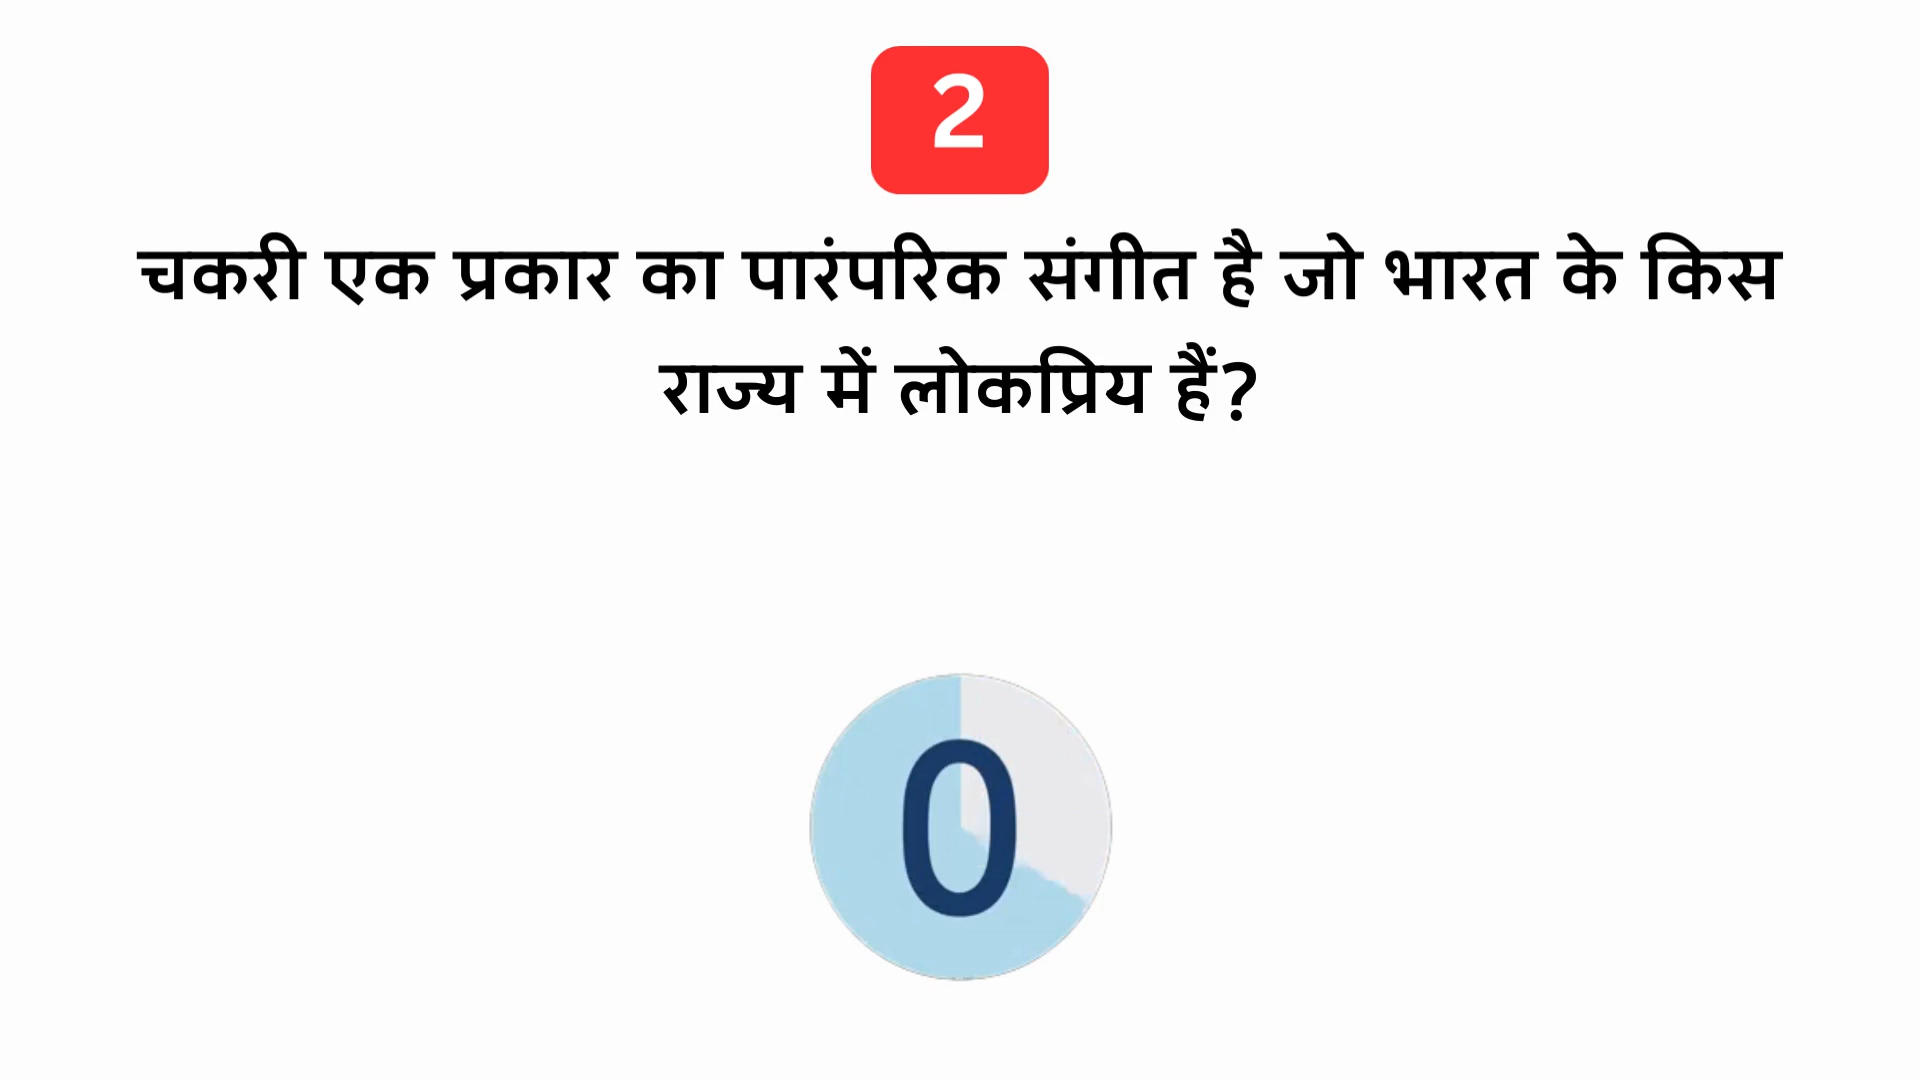 2
चकरी एक प्रकार का पारंपरिक संगीत है जो भारत के किस
राज्य में लोकप्रिय हैं?
0